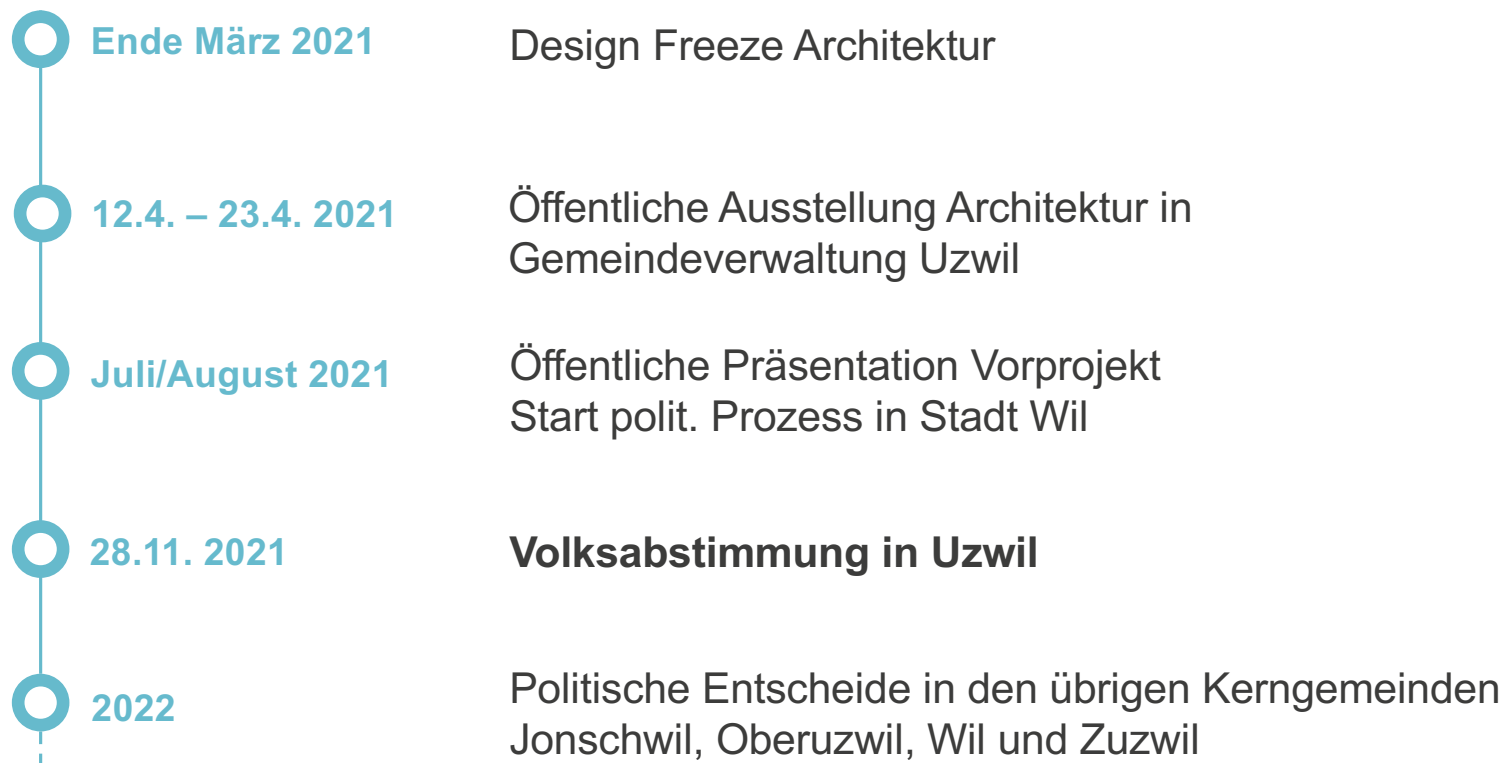 Ende März 2021
Design Freeze Architektur
12.4. – 23.4. 2021
Öffentliche Ausstellung Architektur in
Gemeindeverwaltung Uzwil
Juli/August 2021
Öffentliche Präsentation Vorprojekt
Start polit. Prozess in Stadt Wil
28.11. 2021
Volksabstimmung in Uzwil
2022
Politische Entscheide in den übrigen Kerngemeinden
Jonschwil, Oberuzwil, Wil und Zuzwil